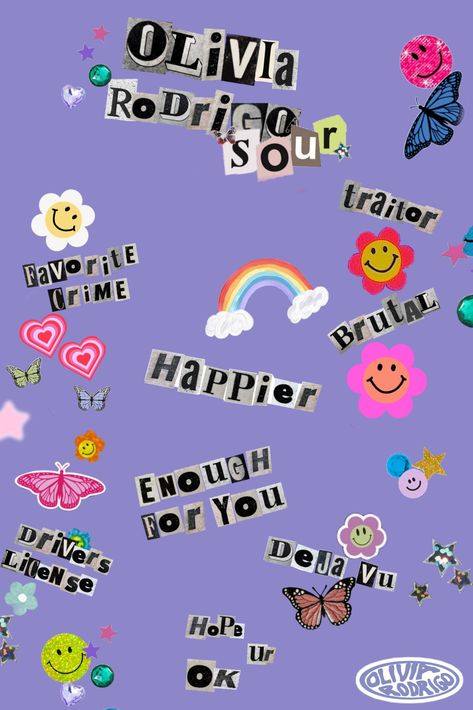 OLiVIA
RoDRIGO
sour
traitor
FavoRITE
CRiME
BRUtAL
HaPPIeR
ENOUGH
FoR YOU
DRiVERs
LiCENSE
DEJA VU
HoPE
ur
OK
OLIVIA
RODRIGO